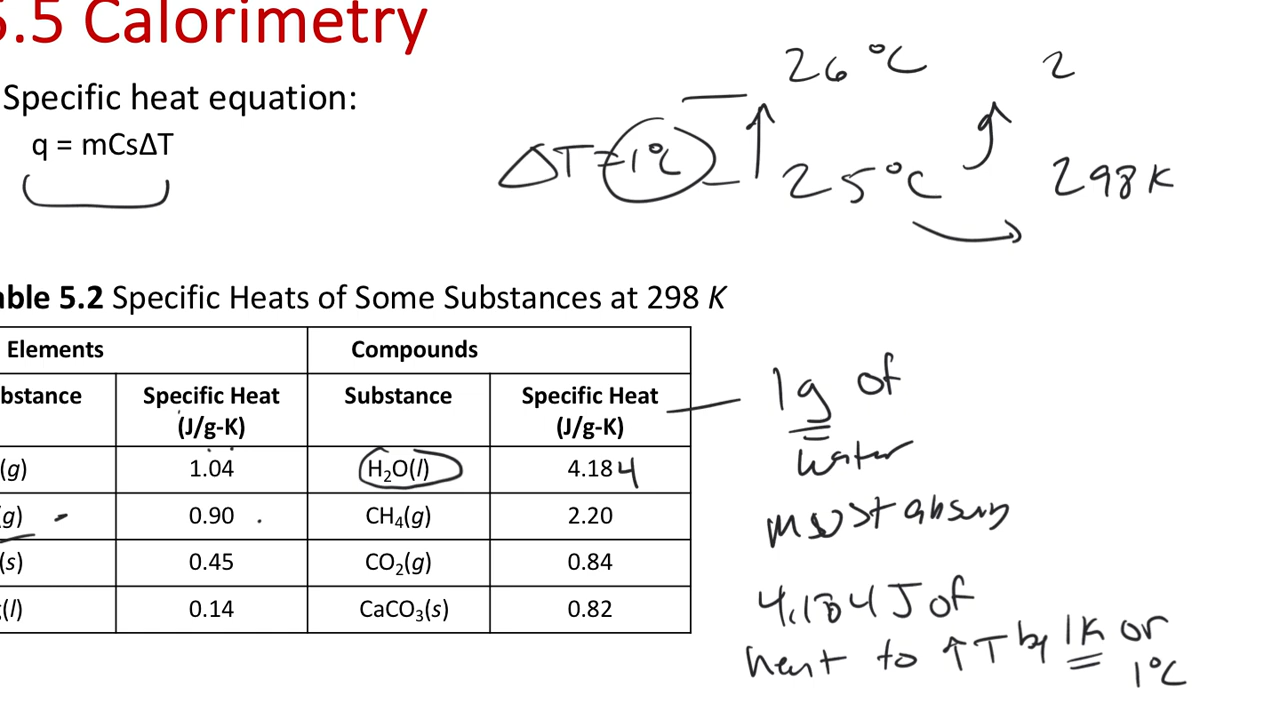 5.5 Calorimetry
Specific heat equation:
q = mCsΔT
26 °C
2
ΔT = 1°C
25°C
298 K
able 5.2 Specific Heats of Some Substances at 298 K
Elements Compounds
bstance Specific Heat (J/g-K) Substance Specific Heat (J/g-K)
(g) 1.04 H₂O(l) 4.184
(g) 0.90 CH₄(g) 2.20
(s) 0.45 CO₂(g) 0.84
(l) 0.14 CaCO₃(s) 0.82
1g of
water
must absorb
4.184 J of
heat to ↑T by 1K or
1°C